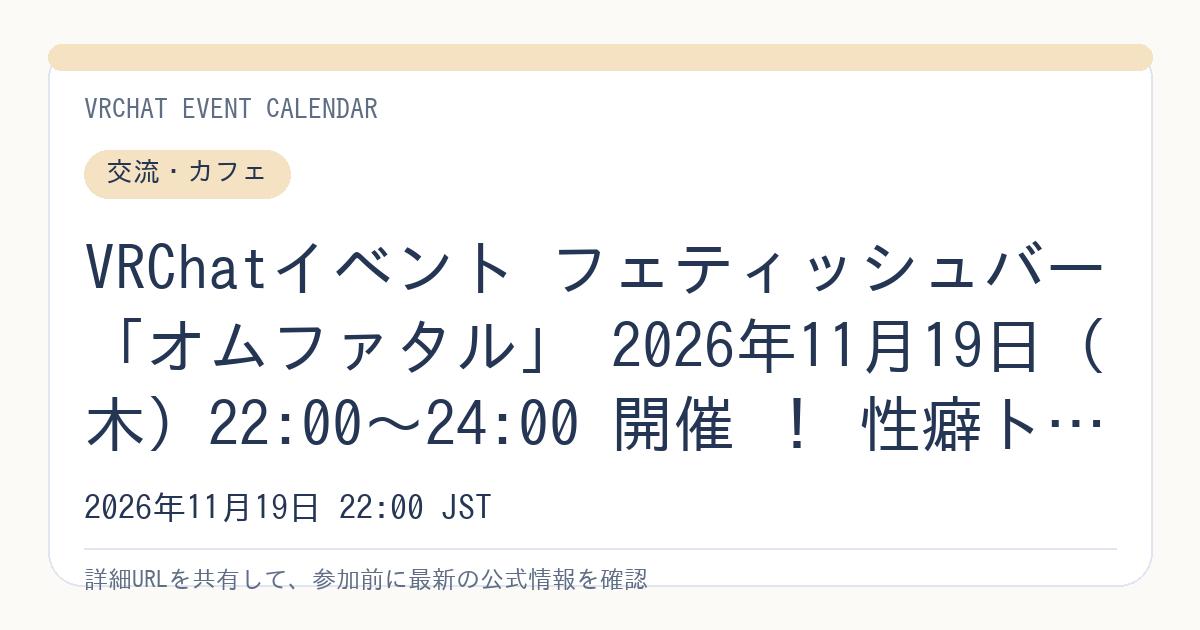 VRCHAT EVENT CALENDAR
交流・カフェ
VRChatイベント フェティッシュバー
「オムファタル」 2026年11月19日（
木）22:00～24:00 開催 ！ 性癖ト…
2026年11月19日 22:00 JST
詳細URLを共有して、参加前に最新の公式情報を確認